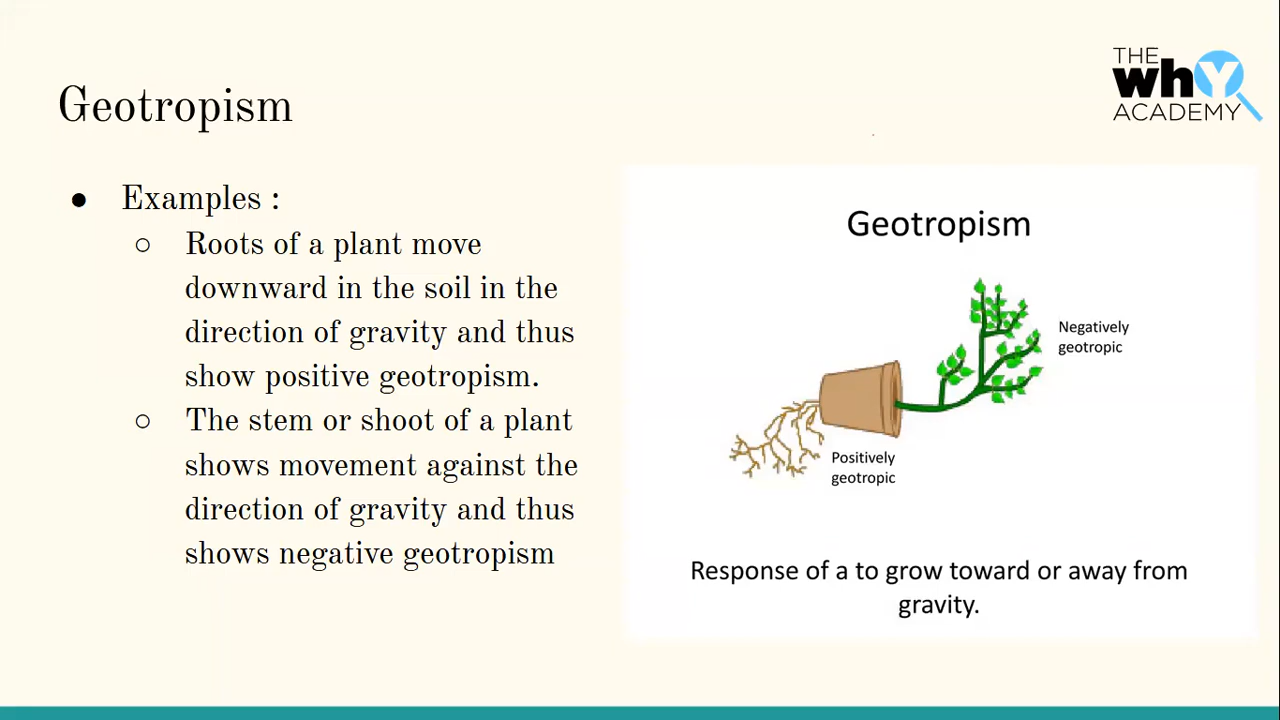 THE
whY
ACADEMY
Geotropism
● Examples :
○ Roots of a plant move
downward in the soil in the
direction of gravity and thus
show positive geotropism.
○ The stem or shoot of a plant
shows movement against the
direction of gravity and thus
shows negative geotropism
Geotropism
Negatively
geotropic
Positively
geotropic
Response of a to grow toward or away from
gravity.